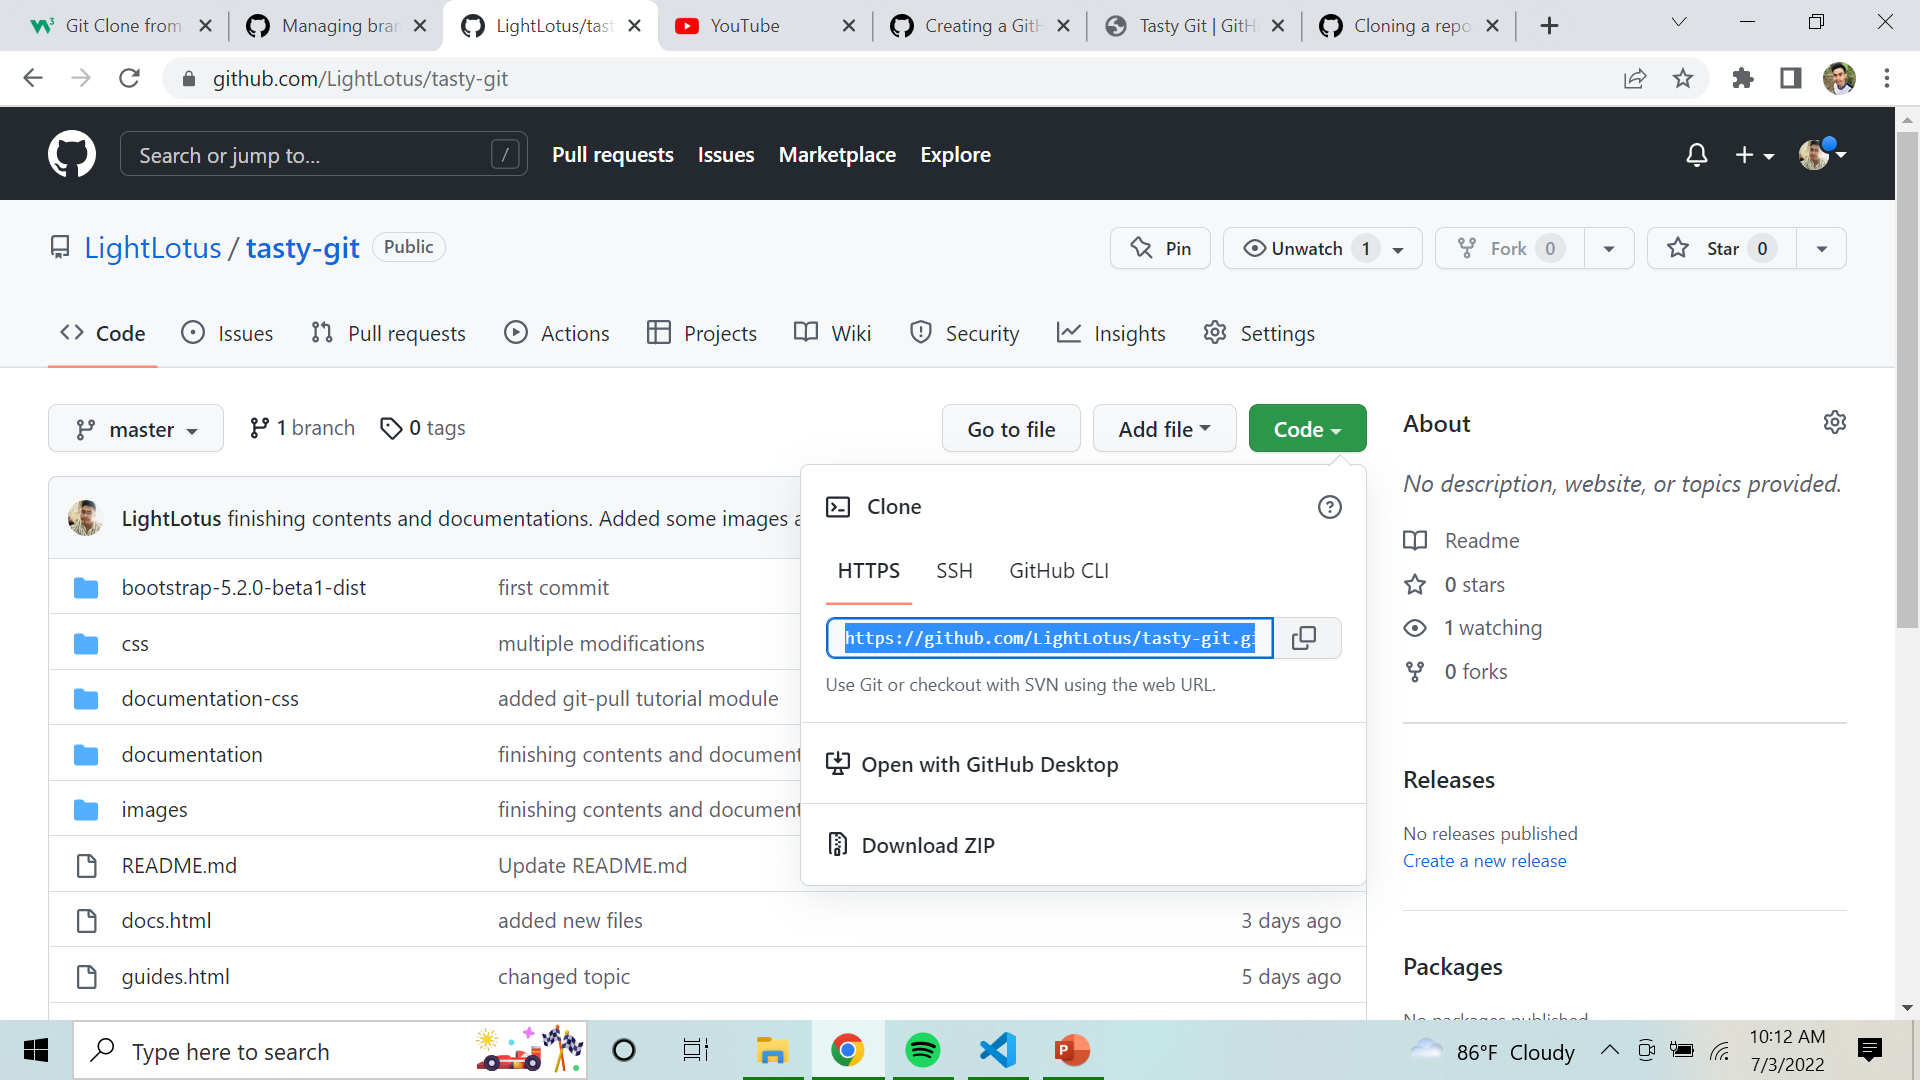 Git Clone from
Managing bran
LightLotus/tast
YouTube
Creating a GitH
Tasty Git | GitH
Cloning a repo
github.com/LightLotus/tasty-git
Search or jump to...
/
Pull requests
Issues
Marketplace
Explore
LightLotus / tasty-git
Public
Pin
Unwatch 1
Fork 0
Star 0
Code
Issues
Pull requests
Actions
Projects
Wiki
Security
Insights
Settings
master
1 branch
0 tags
Go to file
Add file
Code
LightLotus finishing contents and documentations. Added some images a
bootstrap-5.2.0-beta1-dist first commit
css multiple modifications
documentation-css added git-pull tutorial module
documentation finishing contents and document
images finishing contents and document
README.md Update README.md
docs.html added new files 3 days ago
guides.html changed topic 5 days ago
Clone
HTTPS
SSH
GitHub CLI
https://github.com/LightLotus/tasty-git.gi
Use Git or checkout with SVN using the web URL.
Open with GitHub Desktop
Download ZIP
About
No description, website, or topics provided.
Readme
0 stars
1 watching
0 forks
Releases
No releases published
Create a new release
Packages
No packages published
Type here to search
86°F Cloudy
10:12 AM
7/3/2022